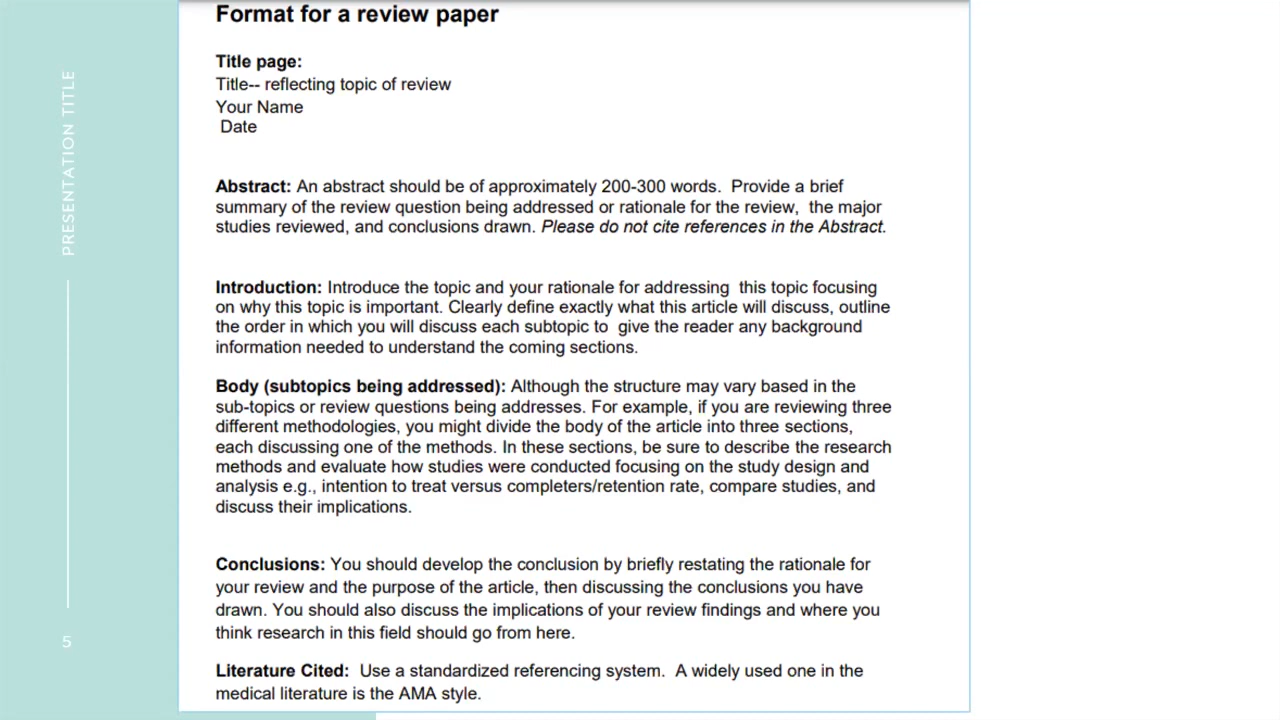 Format for a review paper
Title page:
Title-- reflecting topic of review
Your Name
Date
Abstract: An abstract should be of approximately 200-300 words.  Provide a brief
summary of the review question being addressed or rationale for the review,  the major
studies reviewed, and conclusions drawn. Please do not cite references in the Abstract.
Introduction: Introduce the topic and your rationale for addressing  this topic focusing
on why this topic is important. Clearly define exactly what this article will discuss, outline
the order in which you will discuss each subtopic to  give the reader any background
information needed to understand the coming sections.
Body (subtopics being addressed): Although the structure may vary based in the
sub-topics or review questions being addresses. For example, if you are reviewing three
different methodologies, you might divide the body of the article into three sections,
each discussing one of the methods. In these sections, be sure to describe the research
methods and evaluate how studies were conducted focusing on the study design and
analysis e.g., intention to treat versus completers/retention rate, compare studies, and
discuss their implications.
Conclusions: You should develop the conclusion by briefly restating the rationale for
your review and the purpose of the article, then discussing the conclusions you have
drawn. You should also discuss the implications of your review findings and where you
think research in this field should go from here.
Literature Cited:  Use a standardized referencing system.  A widely used one in the
medical literature is the AMA style.
PRESENTATION TITLE
5